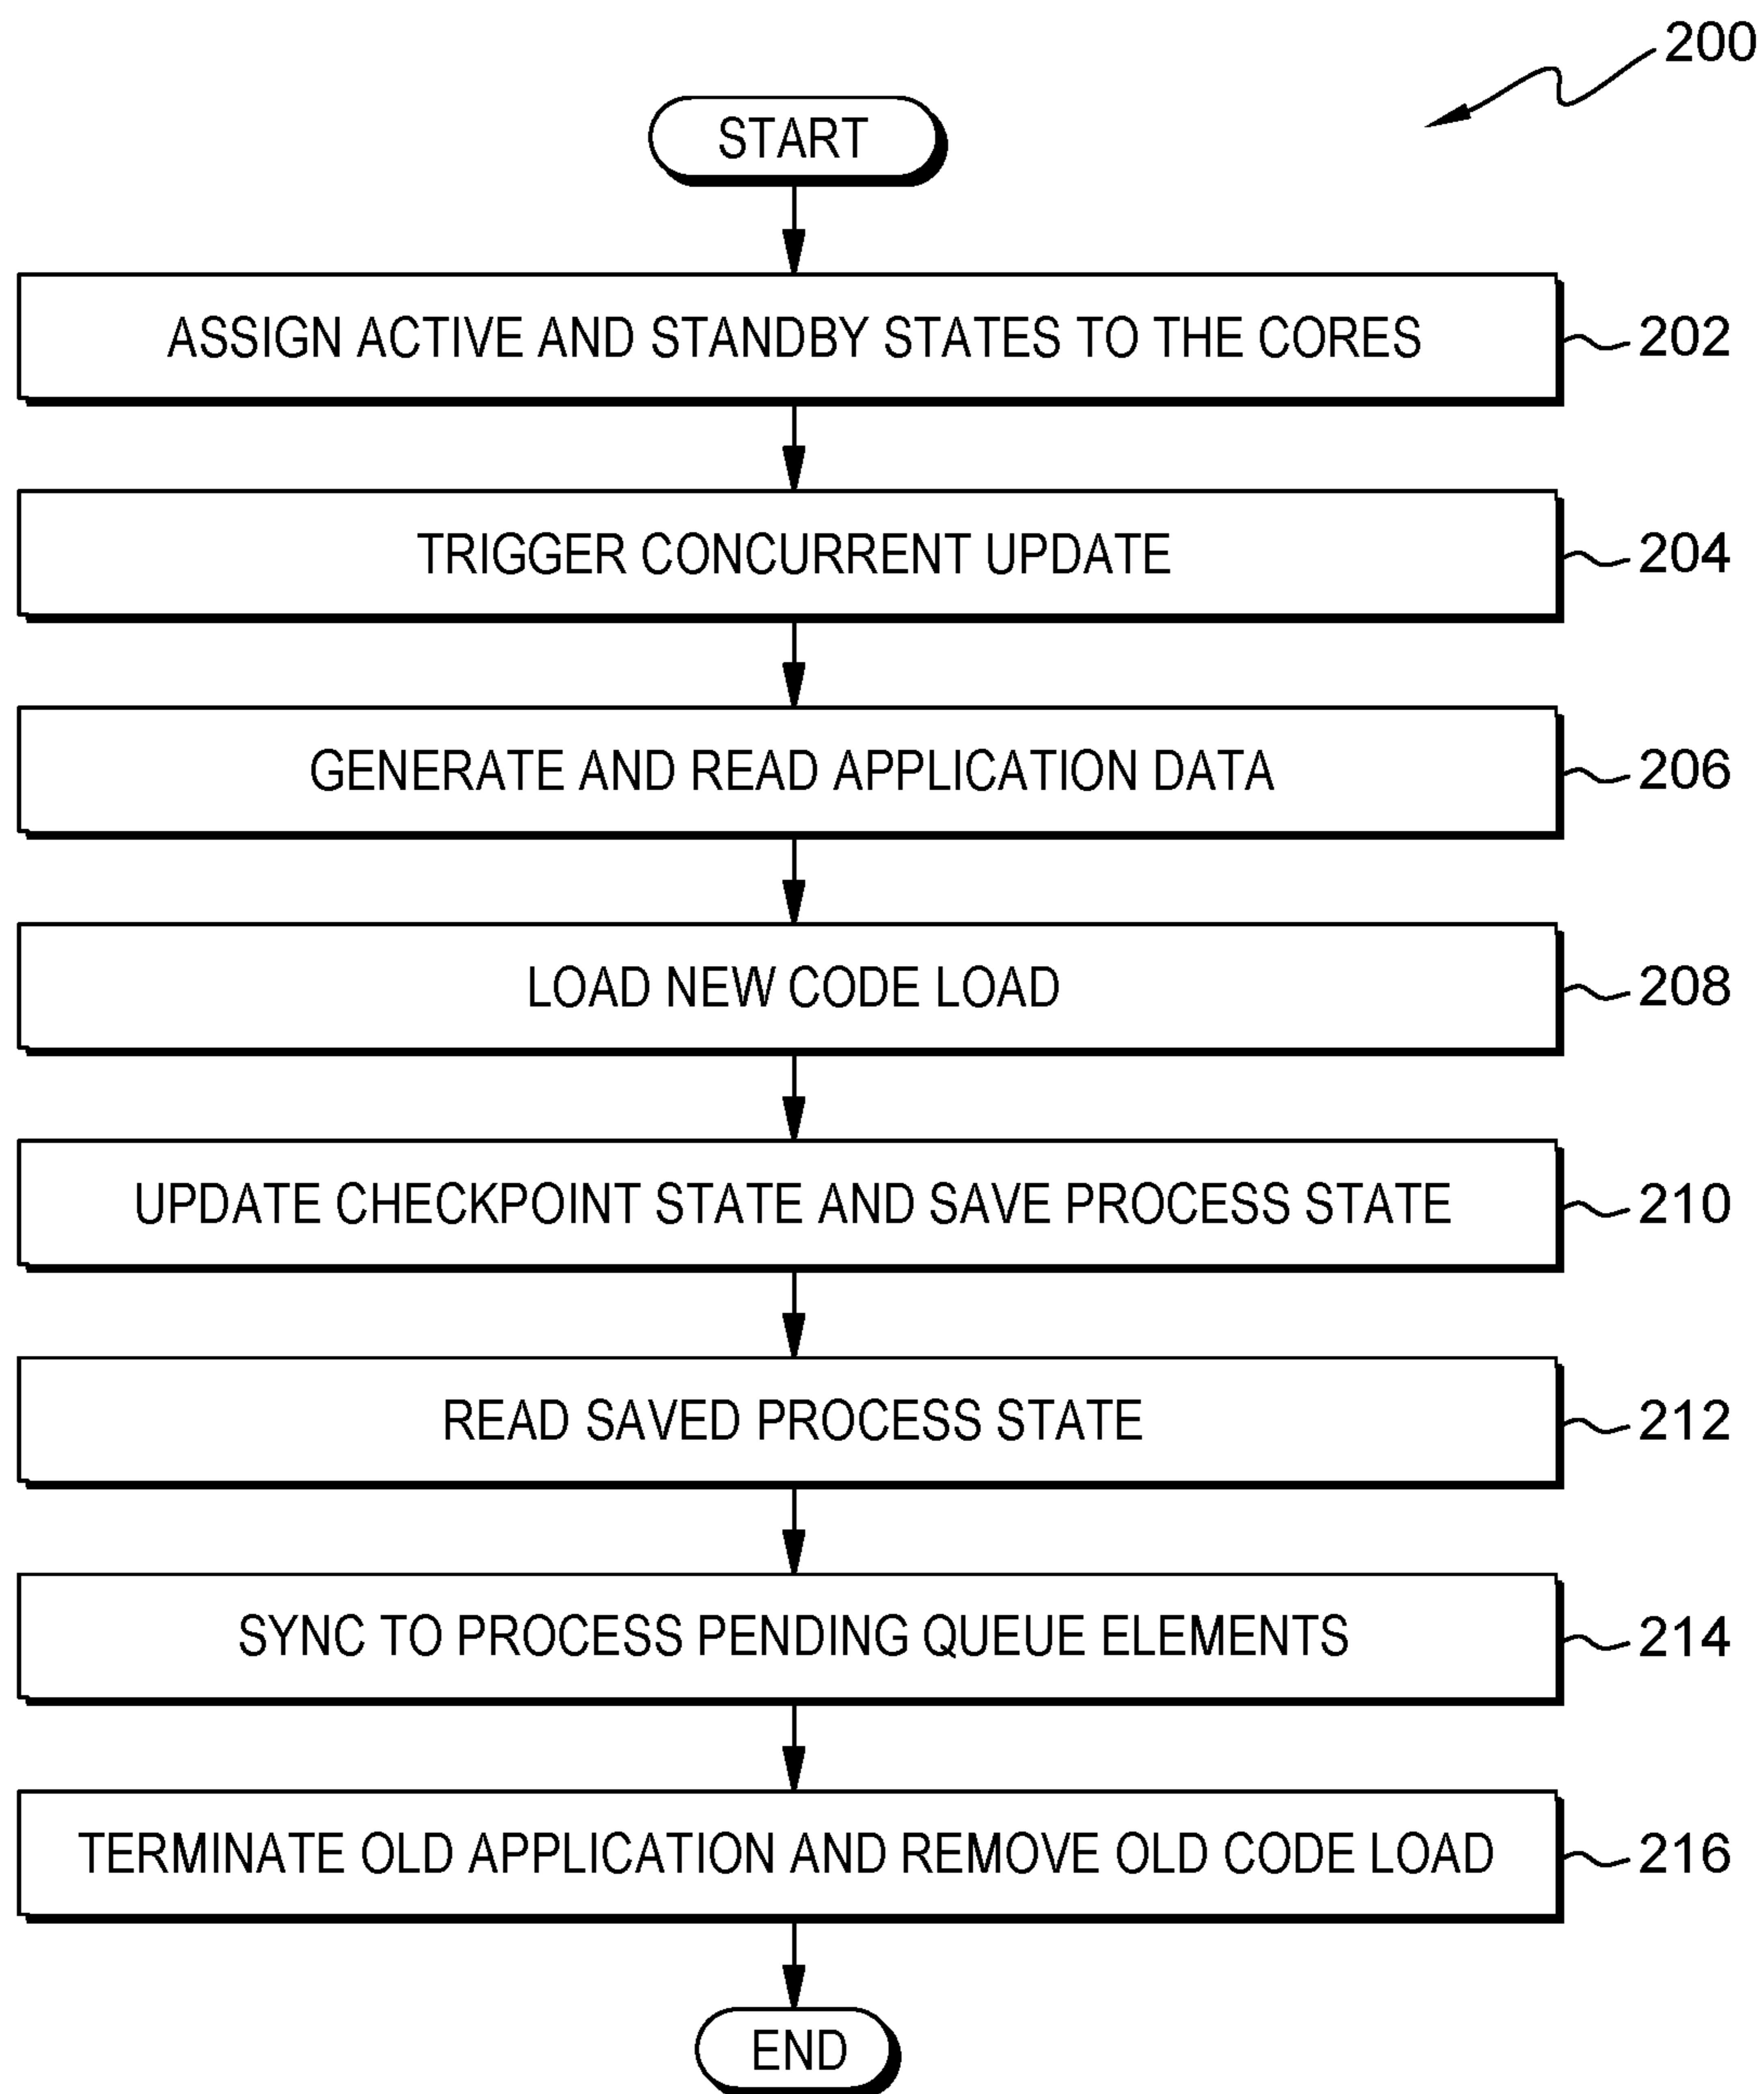 200
START
ASSIGN ACTIVE AND STANDBY STATES TO THE CORES 202
TRIGGER CONCURRENT UPDATE 204
GENERATE AND READ APPLICATION DATA 206
LOAD NEW CODE LOAD 208
UPDATE CHECKPOINT STATE AND SAVE PROCESS STATE 210
READ SAVED PROCESS STATE 212
SYNC TO PROCESS PENDING QUEUE ELEMENTS 214
TERMINATE OLD APPLICATION AND REMOVE OLD CODE LOAD 216
END